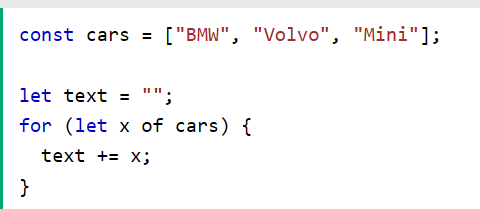 const cars = ["BMW", "Volvo", "Mini"];
let text = "";
for (let x of cars) {
  text += x;
}